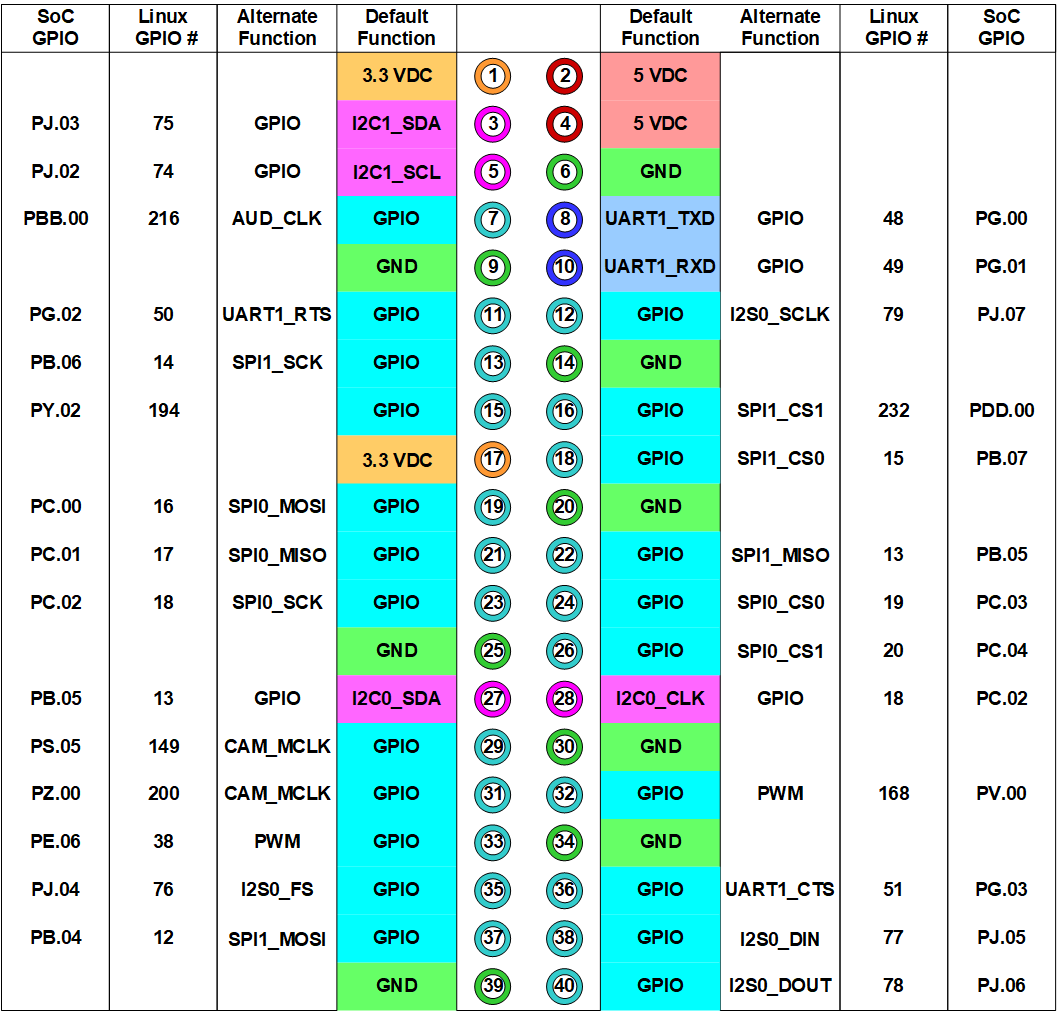 SoC GPIO Linux GPIO # Alternate Function Default Function Default Function Alternate Function Linux GPIO # SoC GPIO
3.3 VDC 1 2 5 VDC
PJ.03 75 GPIO I2C1_SDA 3 4 5 VDC
PJ.02 74 GPIO I2C1_SCL 5 6 GND
PBB.00 216 AUD_CLK GPIO 7 8 UART1_TXD GPIO 48 PG.00
GND 9 10 UART1_RXD GPIO 49 PG.01
PG.02 50 UART1_RTS GPIO 11 12 GPIO I2S0_SCLK 79 PJ.07
PB.06 14 SPI1_SCK GPIO 13 14 GND
PY.02 194 GPIO 15 16 GPIO SPI1_CS1 232 PDD.00
3.3 VDC 17 18 GPIO SPI1_CS0 15 PB.07
PC.00 16 SPI0_MOSI GPIO 19 20 GND
PC.01 17 SPI0_MISO GPIO 21 22 GPIO SPI1_MISO 13 PB.05
PC.02 18 SPI0_SCK GPIO 23 24 GPIO SPI0_CS0 19 PC.03
GND 25 26 GPIO SPI0_CS1 20 PC.04
PB.05 13 GPIO I2C0_SDA 27 28 I2C0_CLK GPIO 18 PC.02
PS.05 149 CAM_MCLK GPIO 29 30 GND
PZ.00 200 CAM_MCLK GPIO 31 32 GPIO PWM 168 PV.00
PE.06 38 PWM GPIO 33 34 GND
PJ.04 76 I2S0_FS GPIO 35 36 GPIO UART1_CTS 51 PG.03
PB.04 12 SPI1_MOSI GPIO 37 38 GPIO I2S0_DIN 77 PJ.05
GND 39 40 GPIO I2S0_DOUT 78 PJ.06